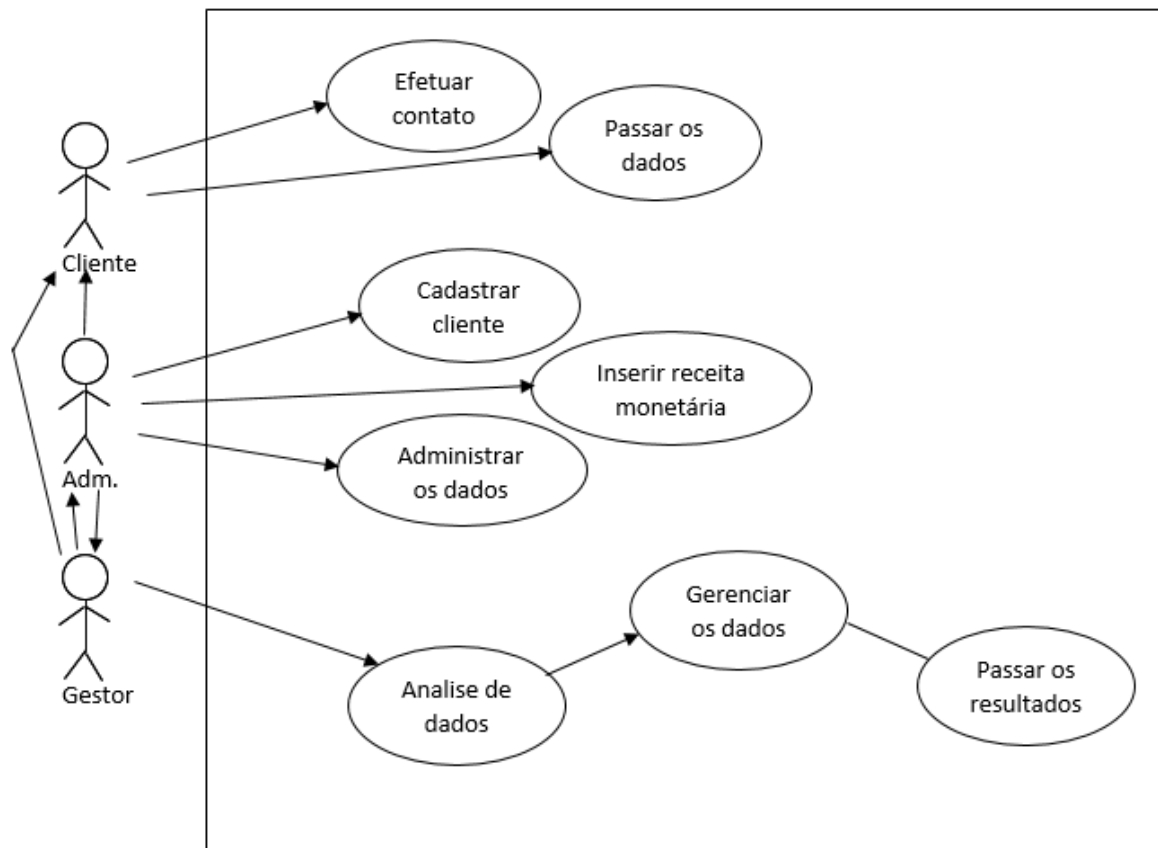 Efetuar
contato
Passar os
dados
Cliente
Cadastrar
cliente
Inserir receita
monetária
Administrar
os dados
Adm.
Gerenciar
os dados
Gestor
Analise de
dados
Passar os
resultados